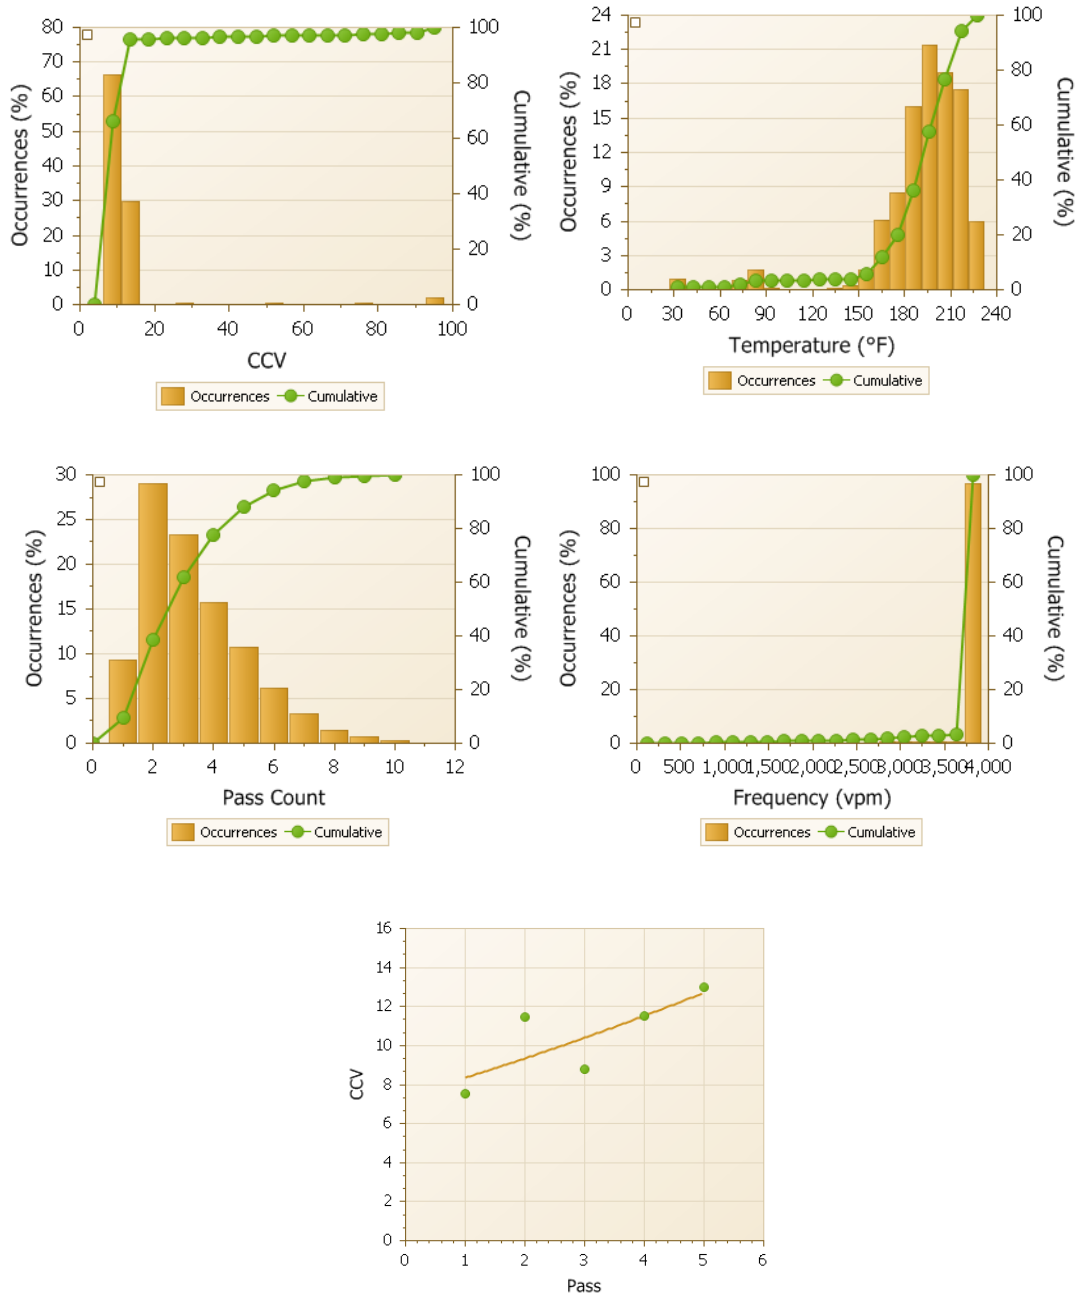 80
70
60
50
40
30
20
10
0
Occurrences (%)
100
80
60
40
20
0
Cumulative (%)
0 20 40 60 80 100
CCV
Occurrences Cumulative
24
21
18
15
12
9
6
3
0
Occurrences (%)
100
80
60
40
20
0
Cumulative (%)
0 30 60 90 120 150 180 210 240
Temperature (°F)
Occurrences Cumulative
30
25
20
15
10
5
0
Occurrences (%)
100
80
60
40
20
0
Cumulative (%)
0 2 4 6 8 10 12
Pass Count
Occurrences Cumulative
100
80
60
40
20
0
Occurrences (%)
100
80
60
40
20
0
Cumulative (%)
0 500 1,000 1,500 2,000 2,500 3,000 3,500 4,000
Frequency (vpm)
Occurrences Cumulative
16
14
12
10
8
6
4
2
0
CCV
0 1 2 3 4 5 6
Pass